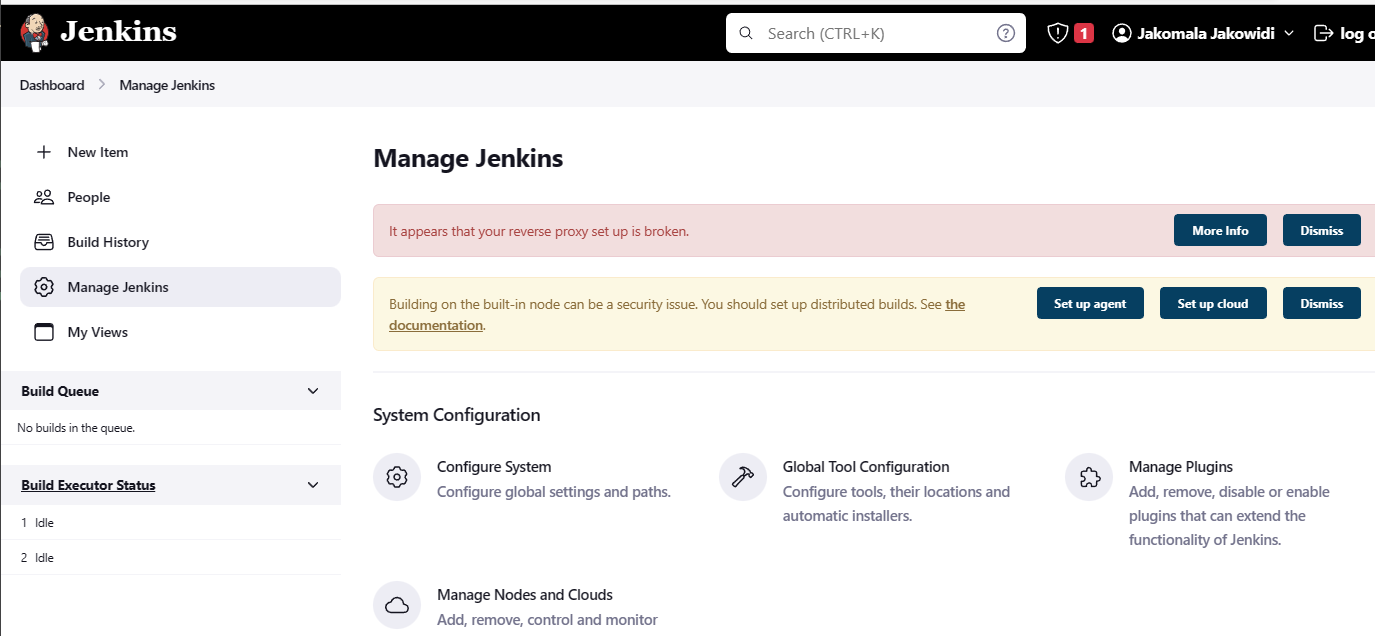 Jenkins
Search (CTRL+K)
?
! 1
Jakomala Jakowidi
log o
Dashboard > Manage Jenkins
New Item
People
Build History
Manage Jenkins
My Views
Build Queue
No builds in the queue.
Build Executor Status
1 Idle
2 Idle
Manage Jenkins
It appears that your reverse proxy set up is broken.
More Info
Dismiss
Building on the built-in node can be a security issue. You should set up distributed builds. See the
documentation.
Set up agent
Set up cloud
Dismiss
System Configuration
Configure System
Configure global settings and paths.
Global Tool Configuration
Configure tools, their locations and
automatic installers.
Manage Plugins
Add, remove, disable or enable
plugins that can extend the
functionality of Jenkins.
Manage Nodes and Clouds
Add, remove, control and monitor